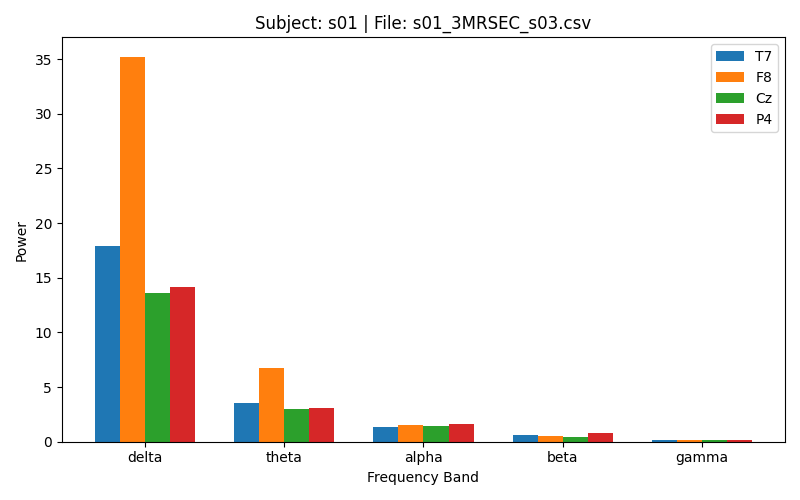 Subject: s01 | File: s01_3MRSEC_s03.csv
T7
F8
Cz
P4
Power
35
30
25
20
15
10
5
0
delta theta alpha beta gamma
Frequency Band